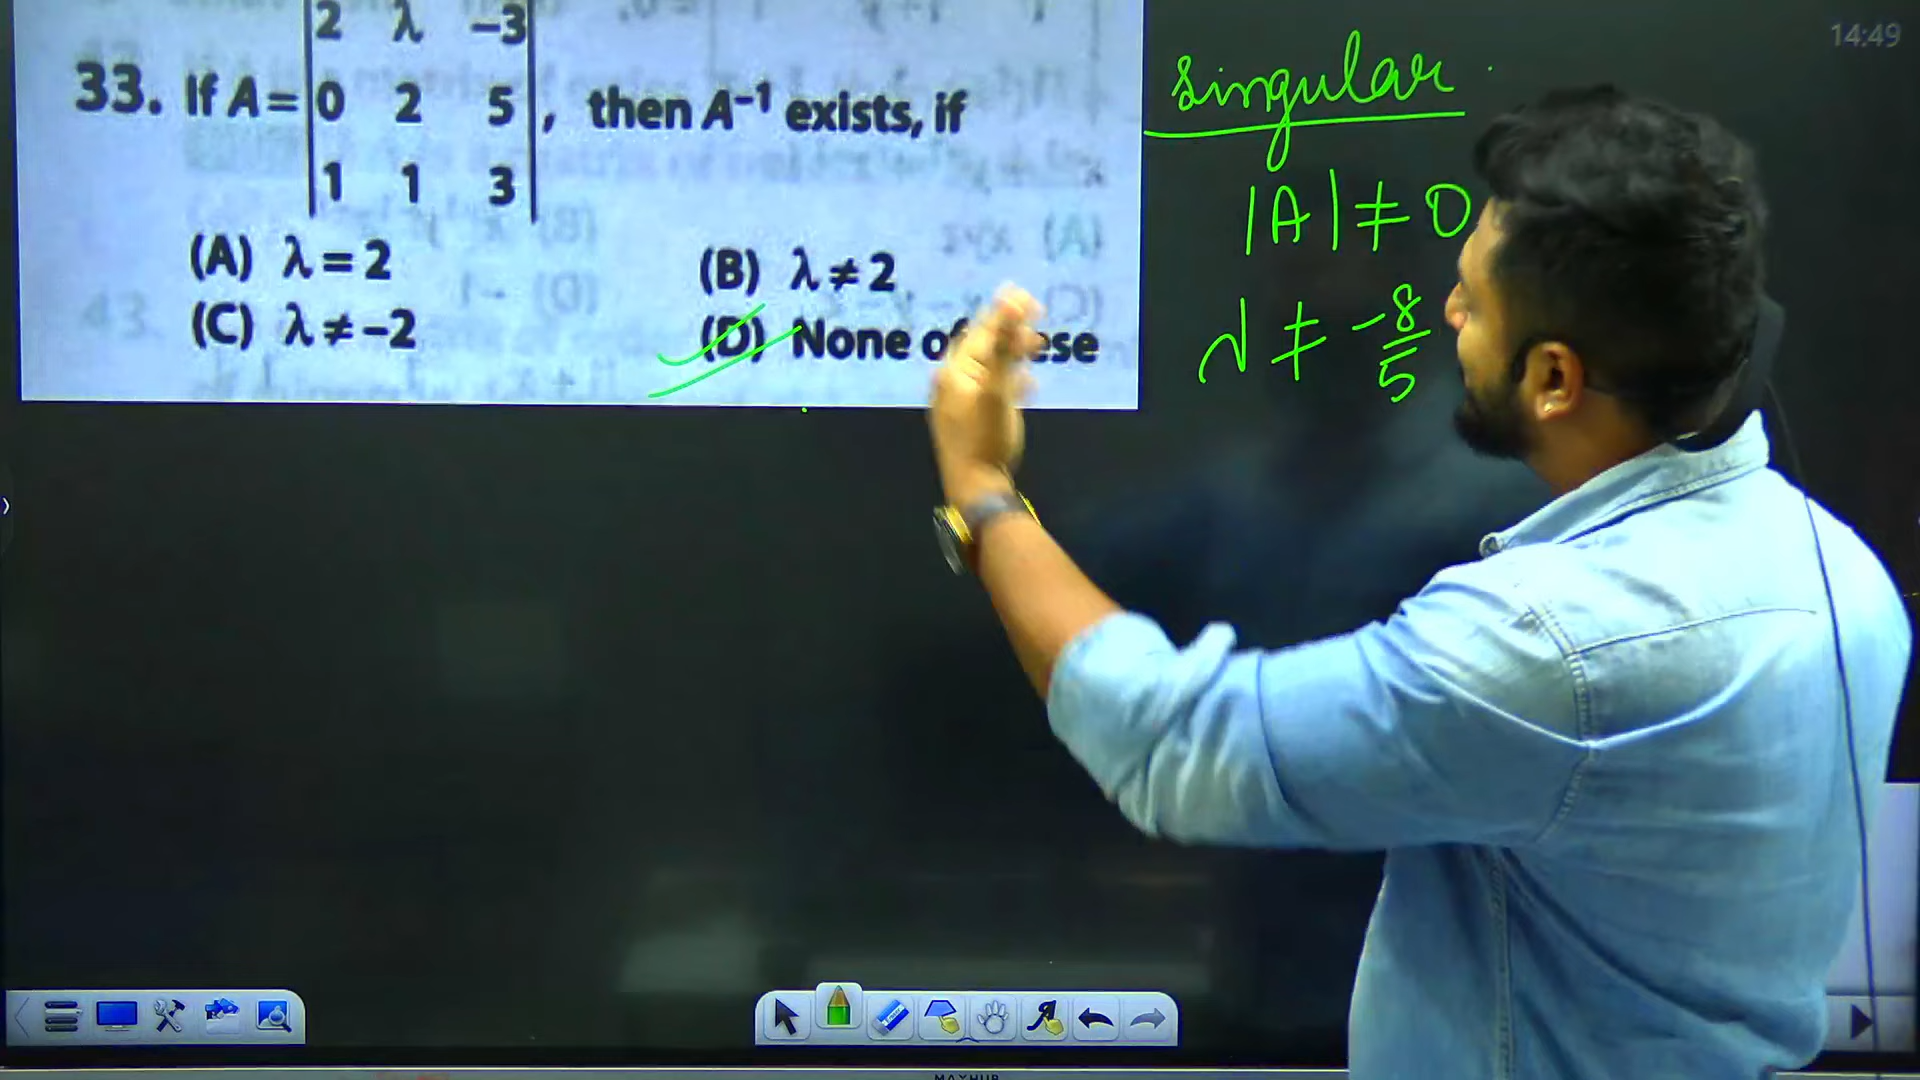 2 λ −3
33. If A = 0 2 5 , then A⁻¹ exists, if
1 1 3
(A) λ = 2
(B) λ ≠ 2
(C) λ ≠ −2
(D) None of these
Singular
|A| ≠ 0
λ ≠ −8/5
14:49